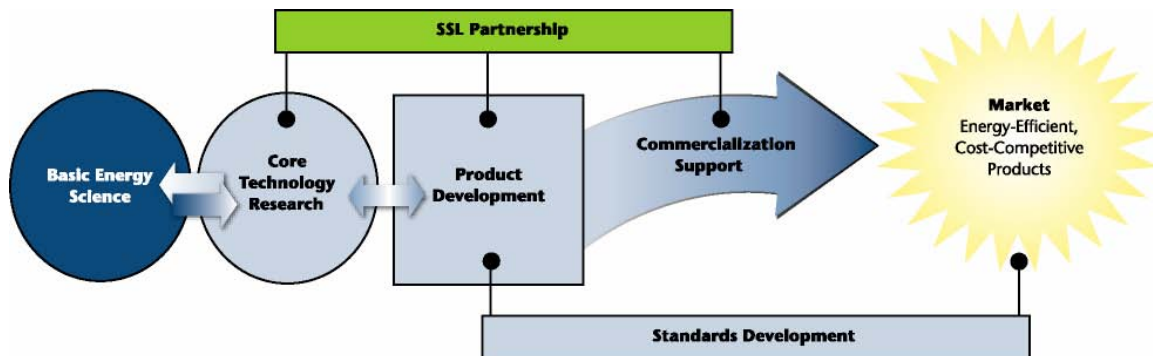 SSL Partnership
Basic Energy
Science
Core
Technology
Research
Product
Development
Commercialization
Support
Market
Energy-Efficient,
Cost-Competitive
Products
Standards Development